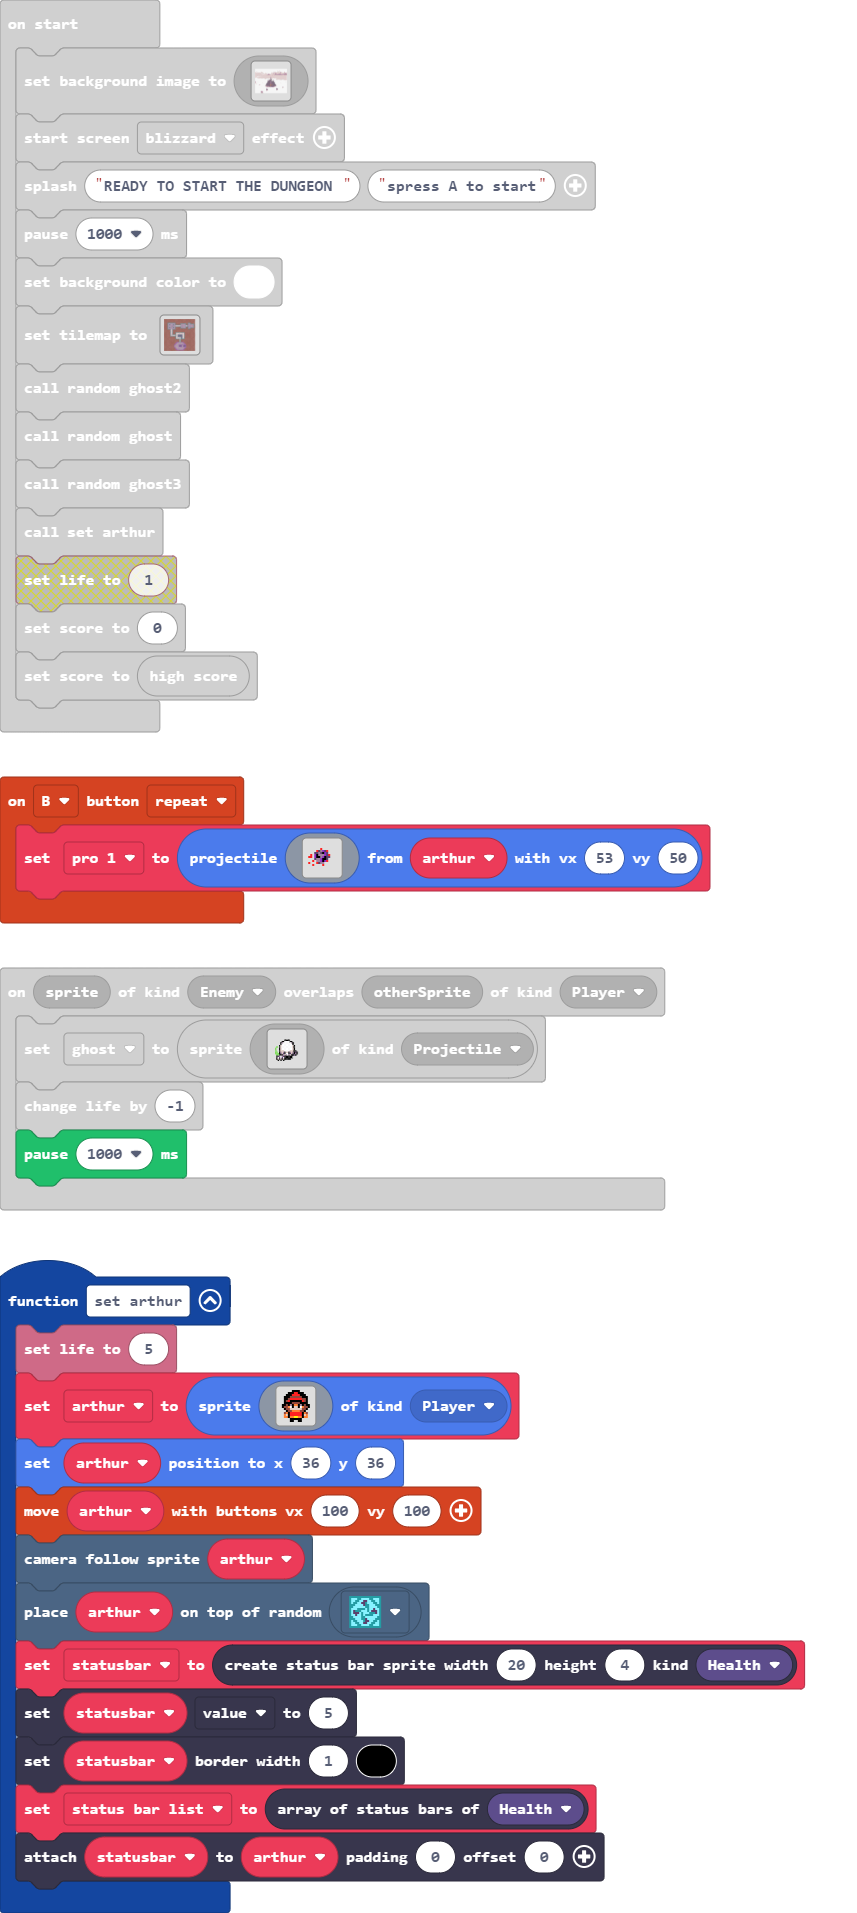 on start
set background image to
start screen blizzard effect
splash "READY TO START THE DUNGEON " "spress A to start"
pause 1000 ms
set background color to
set tilemap to
call random ghost2
call random ghost
call random ghost3
call set arthur
set life to 1
set score to 0
set score to high score
on B button repeat
set pro 1 to projectile from arthur with vx 53 vy 50
on sprite of kind Enemy overlaps otherSprite of kind Player
set ghost to sprite of kind Projectile
change life by -1
pause 1000 ms
function set arthur
set life to 5
set arthur to sprite of kind Player
set arthur position to x 36 y 36
move arthur with buttons vx 100 vy 100
camera follow sprite arthur
place arthur on top of random
set statusbar to create status bar sprite width 20 height 4 kind Health
set statusbar value to 5
set statusbar border width 1
set status bar list to array of status bars of Health
attach statusbar to arthur padding 0 offset 0